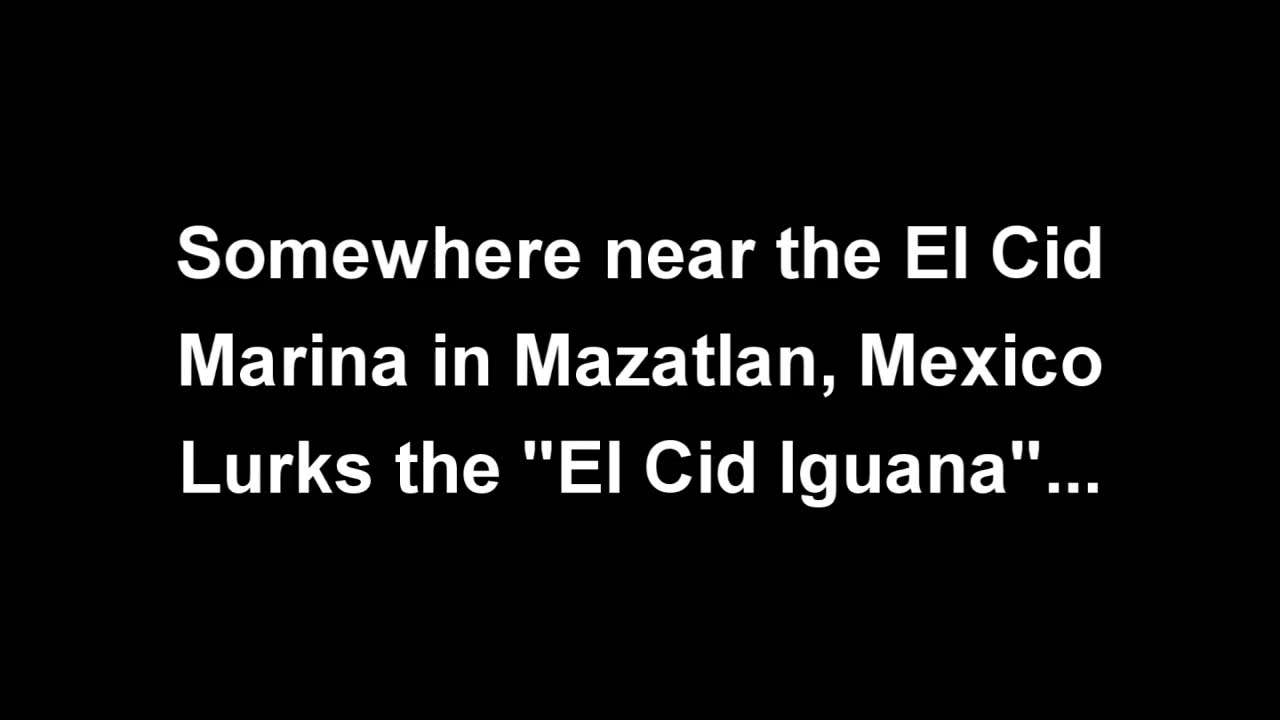 Somewhere near the El Cid
Marina in Mazatlan, Mexico
Lurks the "El Cid Iguana"...